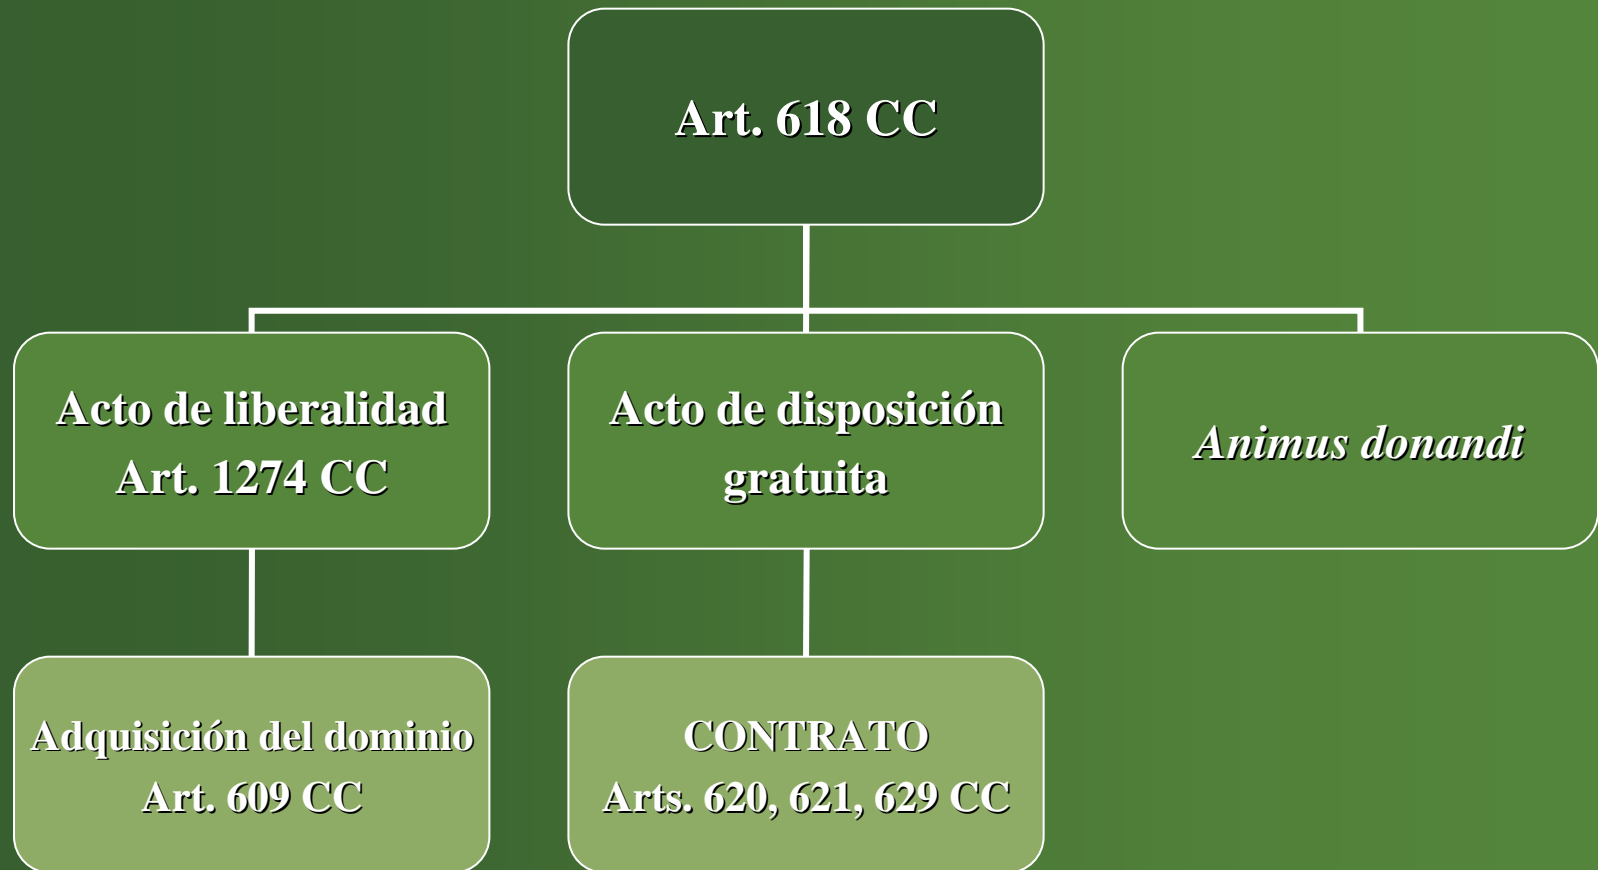 Art. 618 CC
Acto de liberalidad
Art. 1274 CC
Acto de disposición
gratuita
Animus donandi
Adquisición del dominio
Art. 609 CC
CONTRATO
Arts. 620, 621, 629 CC